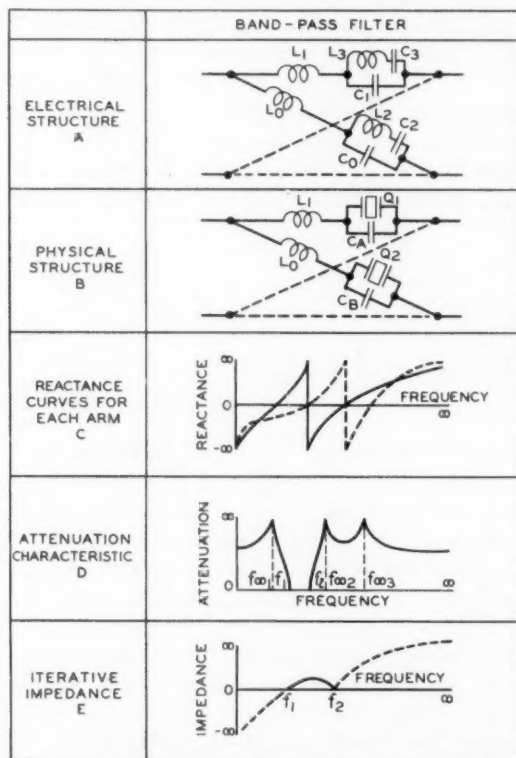 BAND-PASS FILTER
ELECTRICAL
STRUCTURE
A
L1
L3
C3
C1
L0
L2
C2
C0
PHYSICAL
STRUCTURE
B
L1
Q1
CA
L0
Q2
CB
REACTANCE
CURVES FOR
EACH ARM
C
REACTANCE
∞
0
-∞
FREQUENCY
∞
ATTENUATION
CHARACTERISTIC
D
ATTENUATION
∞
0
f∞1
f1
f2
f∞2
f∞3
∞
FREQUENCY
ITERATIVE
IMPEDANCE
E
IMPEDANCE
∞
0
-∞
FREQUENCY
f1
f2
∞